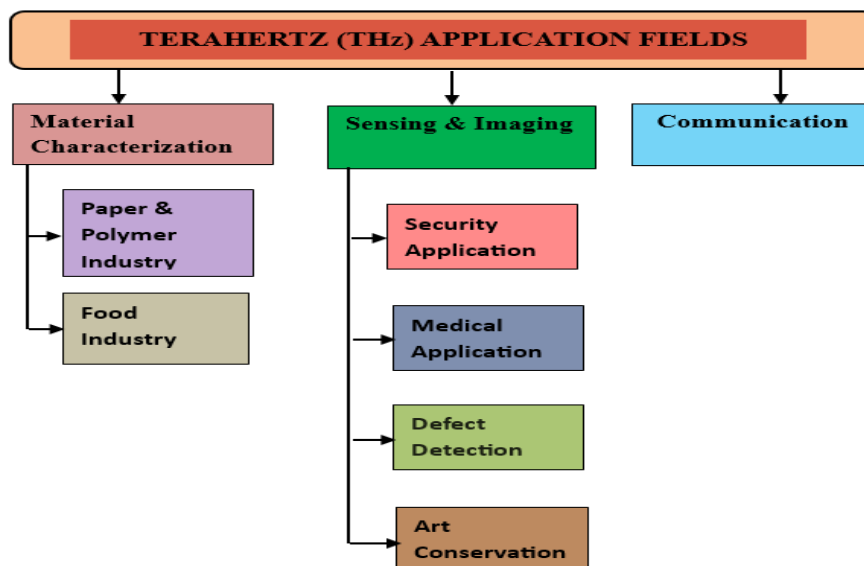 TERAHERTZ (THz) APPLICATION FIELDS
Material
Characterization
Paper &
Polymer
Industry
Food
Industry
Sensing & Imaging
Security
Application
Medical
Application
Defect
Detection
Art
Conservation
Communication